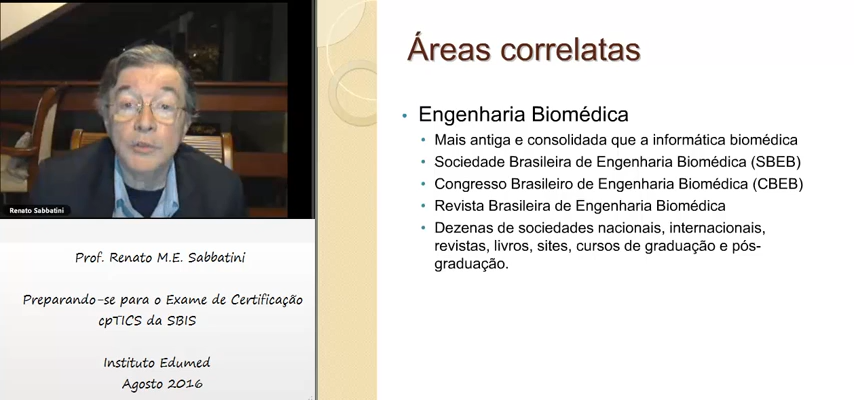 Renato Sabbatini
Prof. Renato M.E. Sabbatini
Preparando-se para o Exame de Certificação
cpTICS da SBIS
Instituto Edumed
Agosto 2016
Áreas correlatas
• Engenharia Biomédica
• Mais antiga e consolidada que a informática biomédica
• Sociedade Brasileira de Engenharia Biomédica (SBEB)
• Congresso Brasileiro de Engenharia Biomédica (CBEB)
• Revista Brasileira de Engenharia Biomédica
• Dezenas de sociedades nacionais, internacionais,
revistas, livros, sites, cursos de graduação e pós-
graduação.